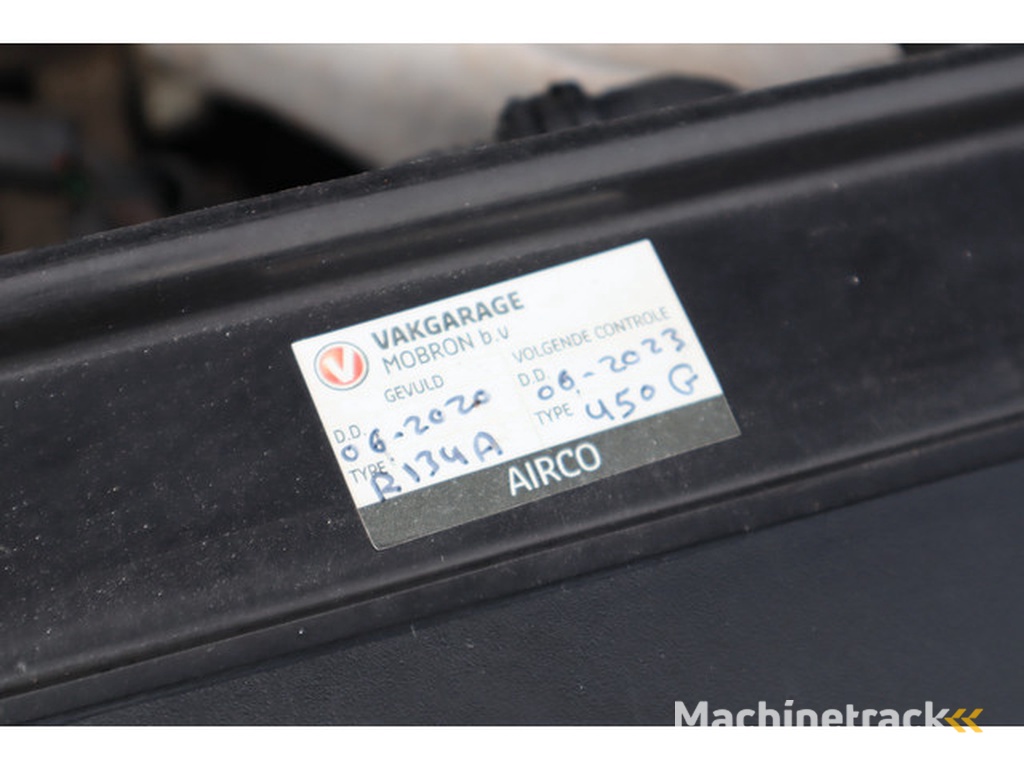 VAKGARAGE
MOBRON b.v
GEVULD
D.D.
06-2020
TYPE:
R134A
VOLGENDE CONTROLE
D.D.
06-2023
TYPE
450 G
AIRCO
Machinetrack